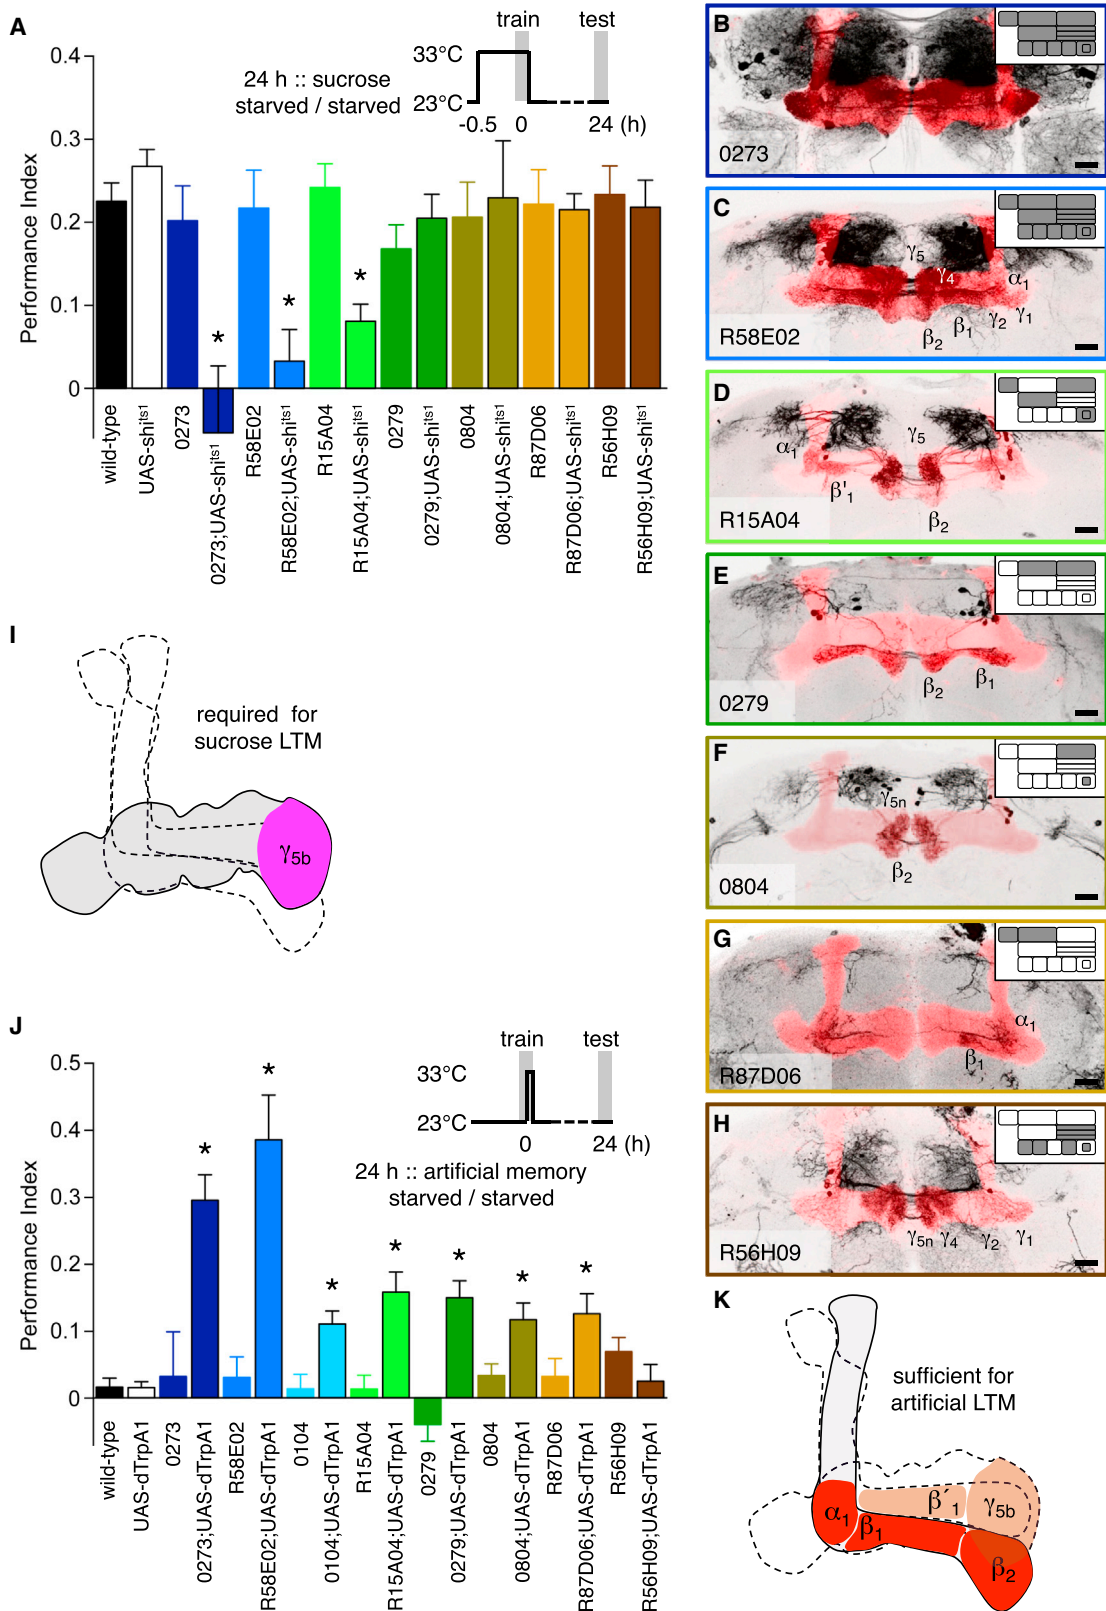 A
train
test
33°C
23°C
-0.5
0
24 (h)
24 h :: sucrose
starved / starved
0.4
0.3
0.2
0.1
0
Performance Index
*
*
*
wild-type
UAS-shi^ts1
0273
0273;UAS-shi^ts1
R58E02
R58E02;UAS-shi^ts1
R15A04
R15A04;UAS-shi^ts1
0279
0279;UAS-shi^ts1
0804
0804;UAS-shi^ts1
R87D06
R87D06;UAS-shi^ts1
R56H09
R56H09;UAS-shi^ts1
B
0273
C
γ5
γ4
α1
γ2
γ1
β1
β2
R58E02
D
γ5
α1
β'1
β2
R15A04
E
β2
β1
0279
F
γ5n
β2
0804
G
α1
β1
R87D06
H
γ5n
γ4
γ2
γ1
R56H09
I
required for
sucrose LTM
γ5b
J
train
test
33°C
23°C
0
24 (h)
24 h :: artificial memory
starved / starved
0.5
0.4
0.3
0.2
0.1
0
Performance Index
*
*
*
*
*
*
*
wild-type
UAS-dTrpA1
0273
0273;UAS-dTrpA1
R58E02
R58E02;UAS-dTrpA1
0104
0104;UAS-dTrpA1
R15A04
R15A04;UAS-dTrpA1
0279
0279;UAS-dTrpA1
0804
0804;UAS-dTrpA1
R87D06
R87D06;UAS-dTrpA1
R56H09
R56H09;UAS-dTrpA1
K
sufficient for
artificial LTM
α1
β1
β´1
γ5b
β2